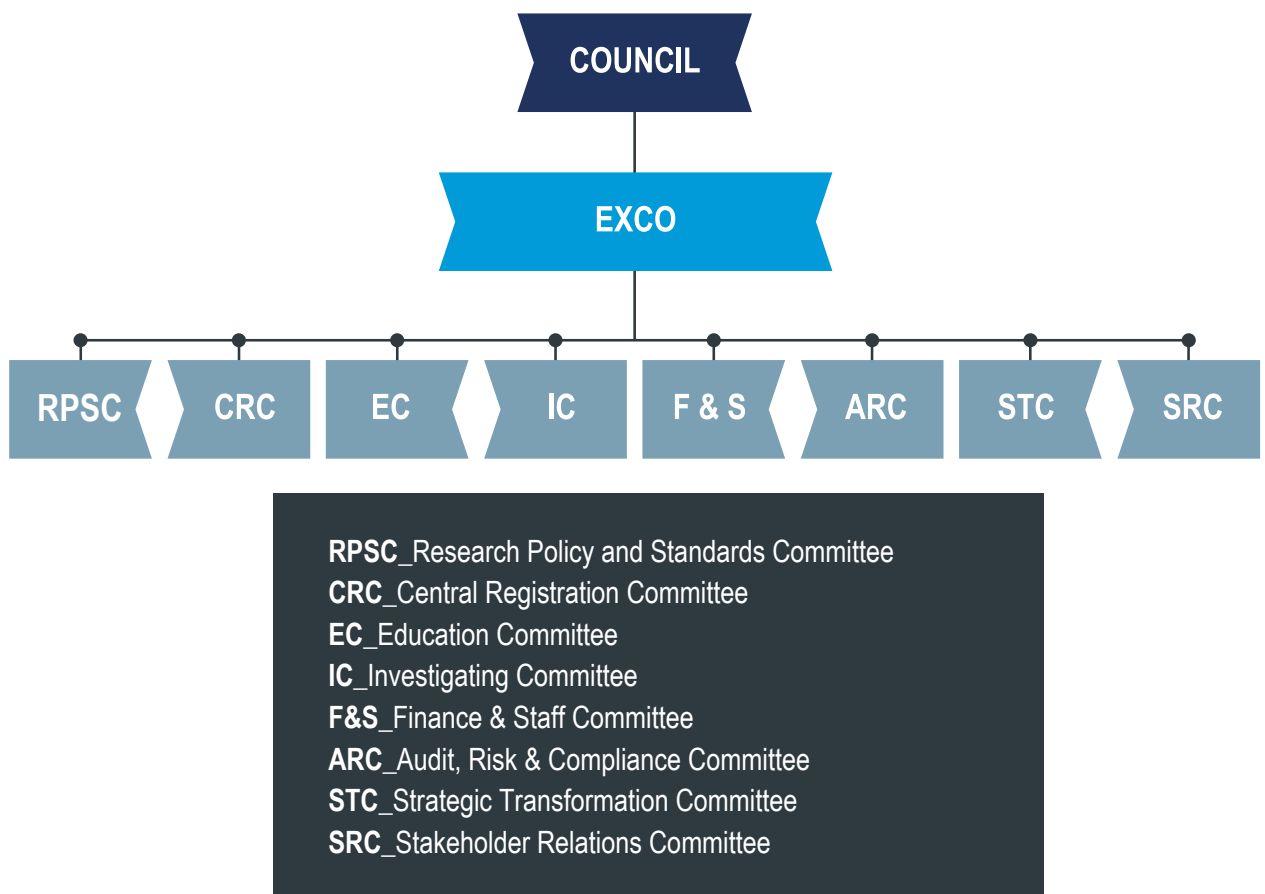 COUNCIL
EXCO
RPSC CRC EC IC F & S ARC STC SRC
RPSC_Research Policy and Standards Committee
CRC_Central Registration Committee
EC_Education Committee
IC_Investigating Committee
F&S_Finance & Staff Committee
ARC_Audit, Risk & Compliance Committee
STC_Strategic Transformation Committee
SRC_Stakeholder Relations Committee